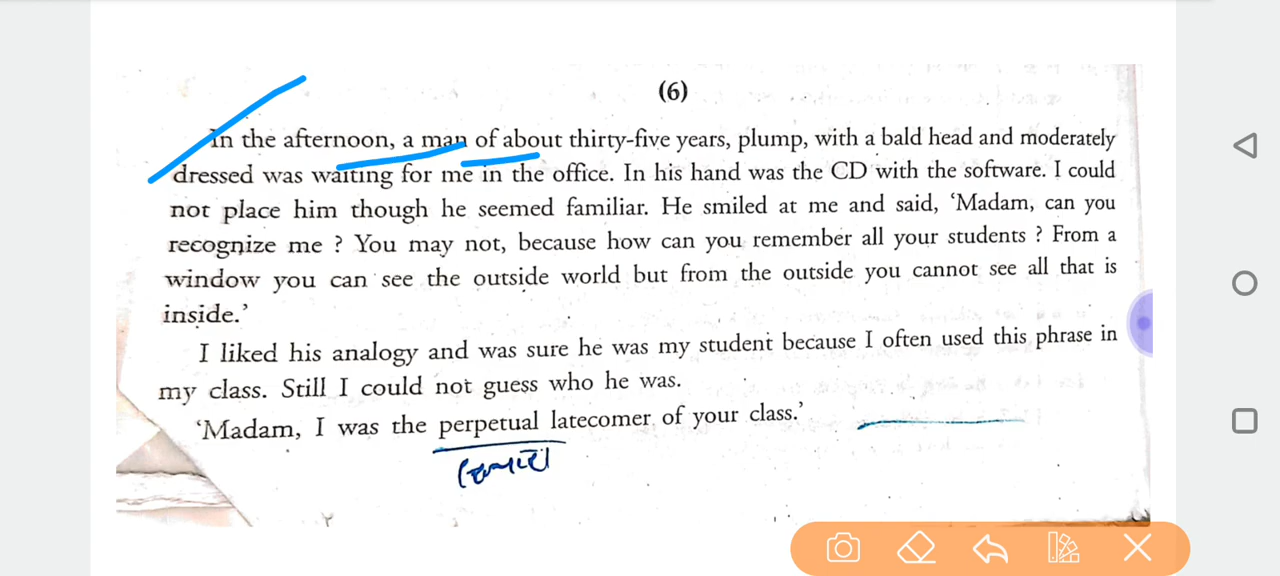 (6)
In the afternoon, a man of about thirty-five years, plump, with a bald head and moderately
dressed was waiting for me in the office. In his hand was the CD with the software. I could
not place him though he seemed familiar. He smiled at me and said, ‘Madam, can you
recognize me ? You may not, because how can you remember all your students ? From a
window you can see the outside world but from the outside you cannot see all that is
inside.’
I liked his analogy and was sure he was my student because I often used this phrase in
my class. Still I could not guess who he was.
‘Madam, I was the perpetual latecomer of your class.’